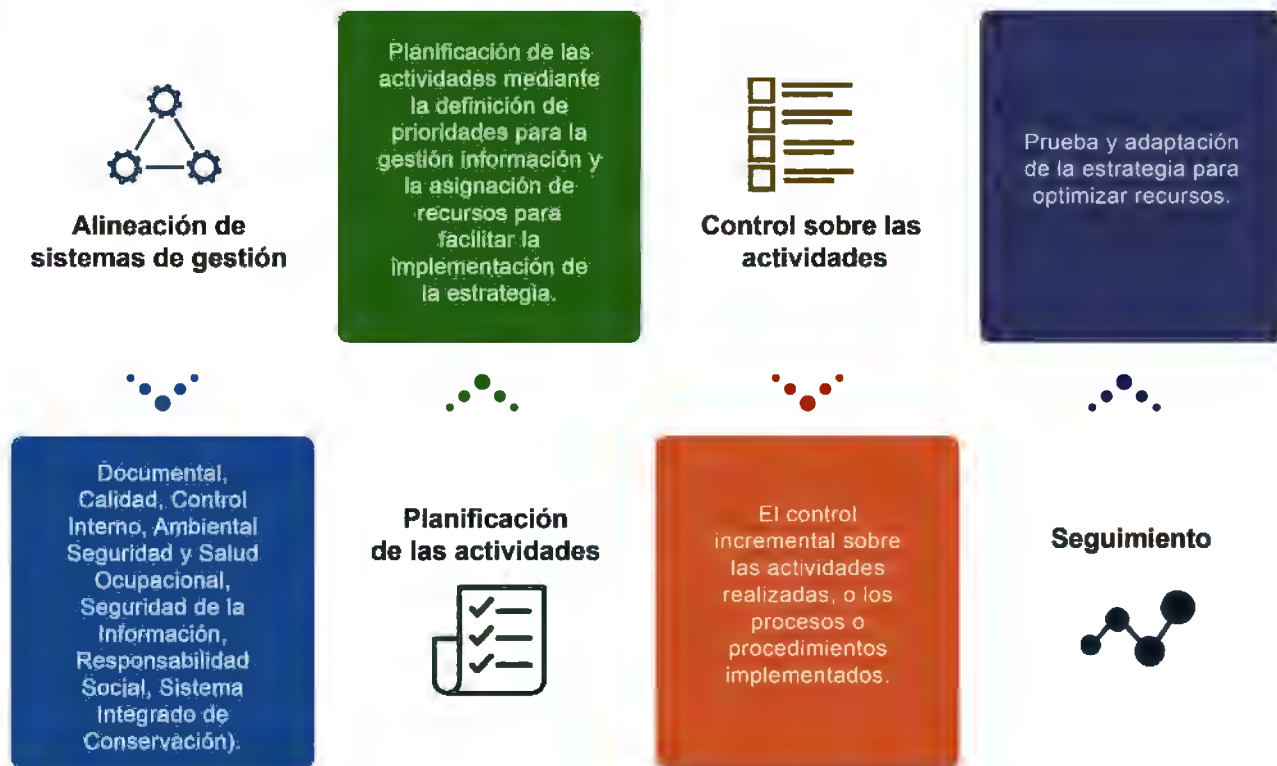 Alineación de
sistemas de gestión
Documental,
Calidad, Control
Interno, Ambiental
Seguridad y Salud
Ocupacional,
Seguridad de la
Información,
Responsabilidad
Social, Sistema
Integrado de
Conservación).
Planificación de las
actividades mediante
la definición de
prioridades para la
gestión información y
la asignación de
recursos para
facilitar la
implementación de
la estrategia.
Planificación
de las actividades
Control sobre las
actividades
El control
incremental sobre
las actividades
realizadas, o los
procesos o
procedimientos
implementados.
Prueba y adaptación
de la estrategia para
optimizar recursos.
Seguimiento